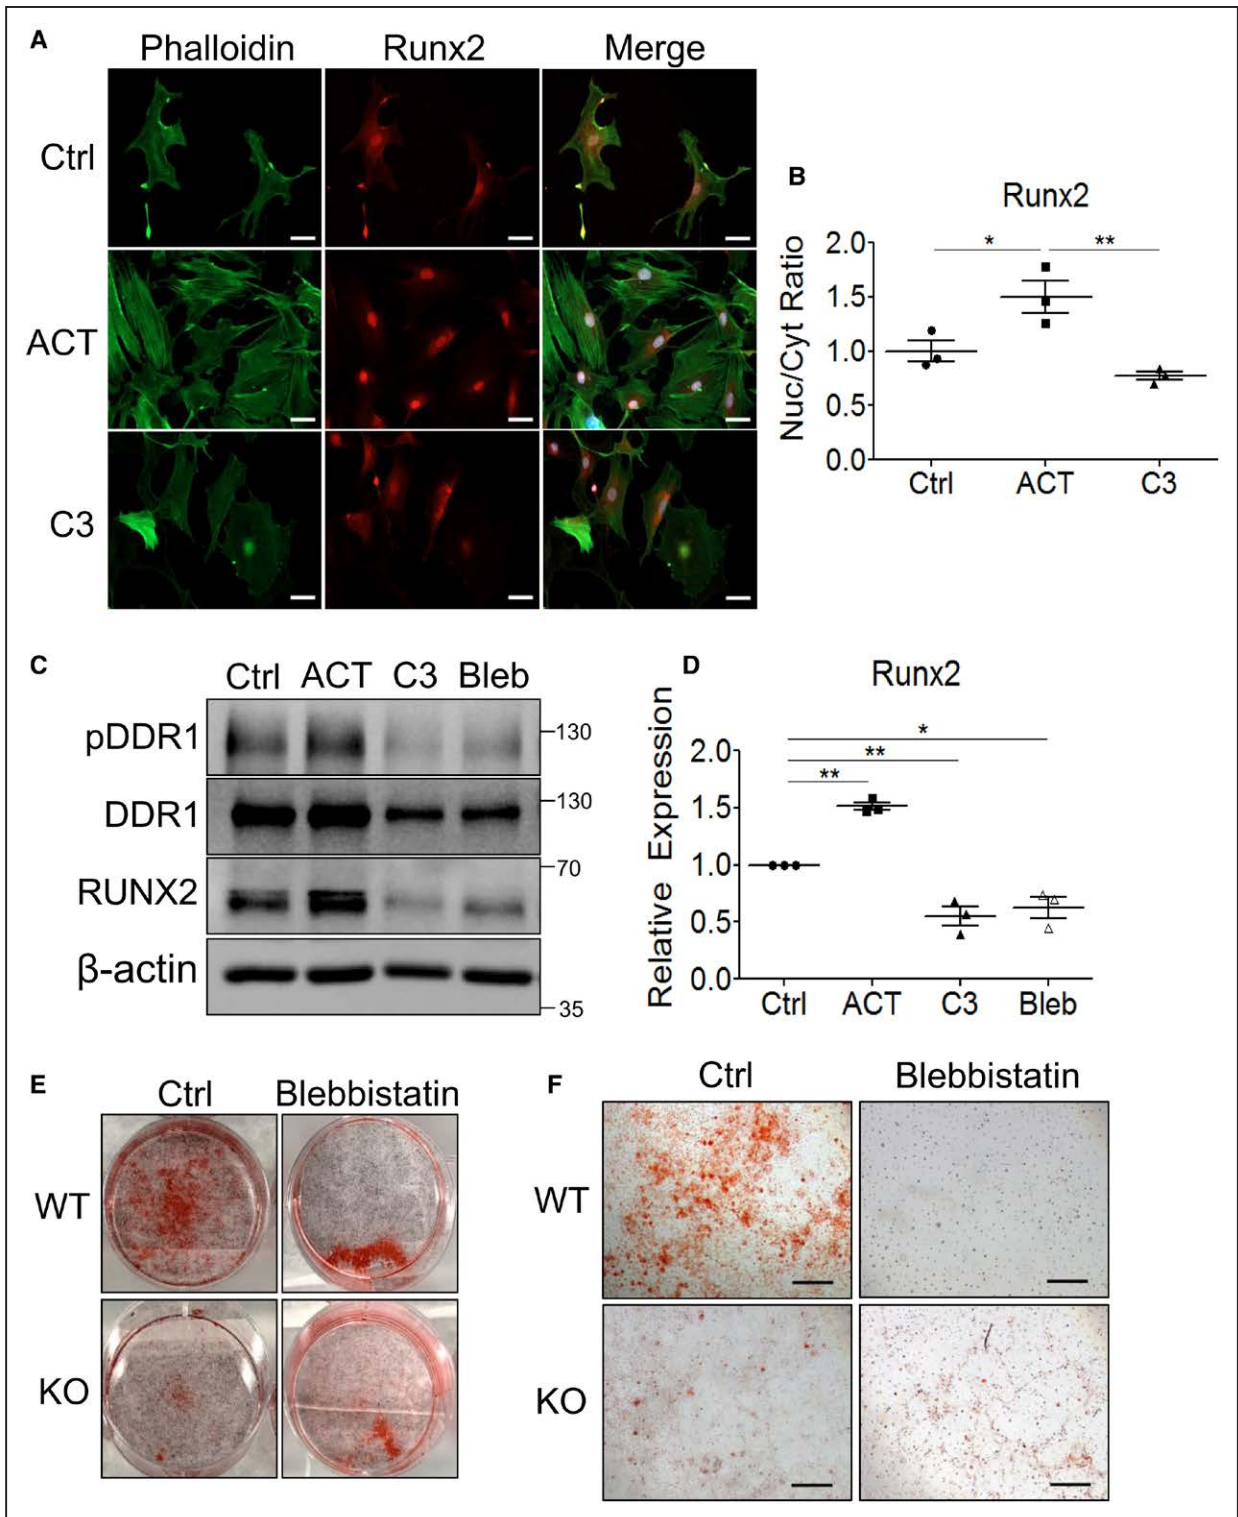 A
Phalloidin Runx2 Merge
Ctrl
ACT
C3
B
Runx2
Nuc/Cyt Ratio
* **
2.0
1.5
1.0
0.5
0.0
Ctrl ACT C3
C
Ctrl ACT C3 Bleb
pDDR1
130
DDR1
130
RUNX2
70
β-actin
35
D
Runx2
Relative Expression
*
**
**
2.0
1.5
1.0
0.5
0.0
Ctrl ACT C3 Bleb
E
Ctrl Blebbistatin
WT
KO
F
Ctrl Blebbistatin
WT
KO